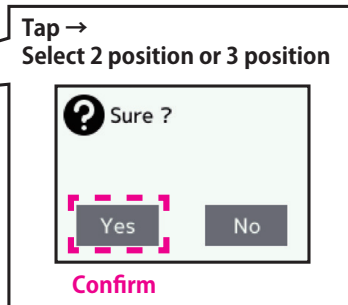 Tap →
Select 2 position or 3 position
? Sure ?
Yes No
Confirm